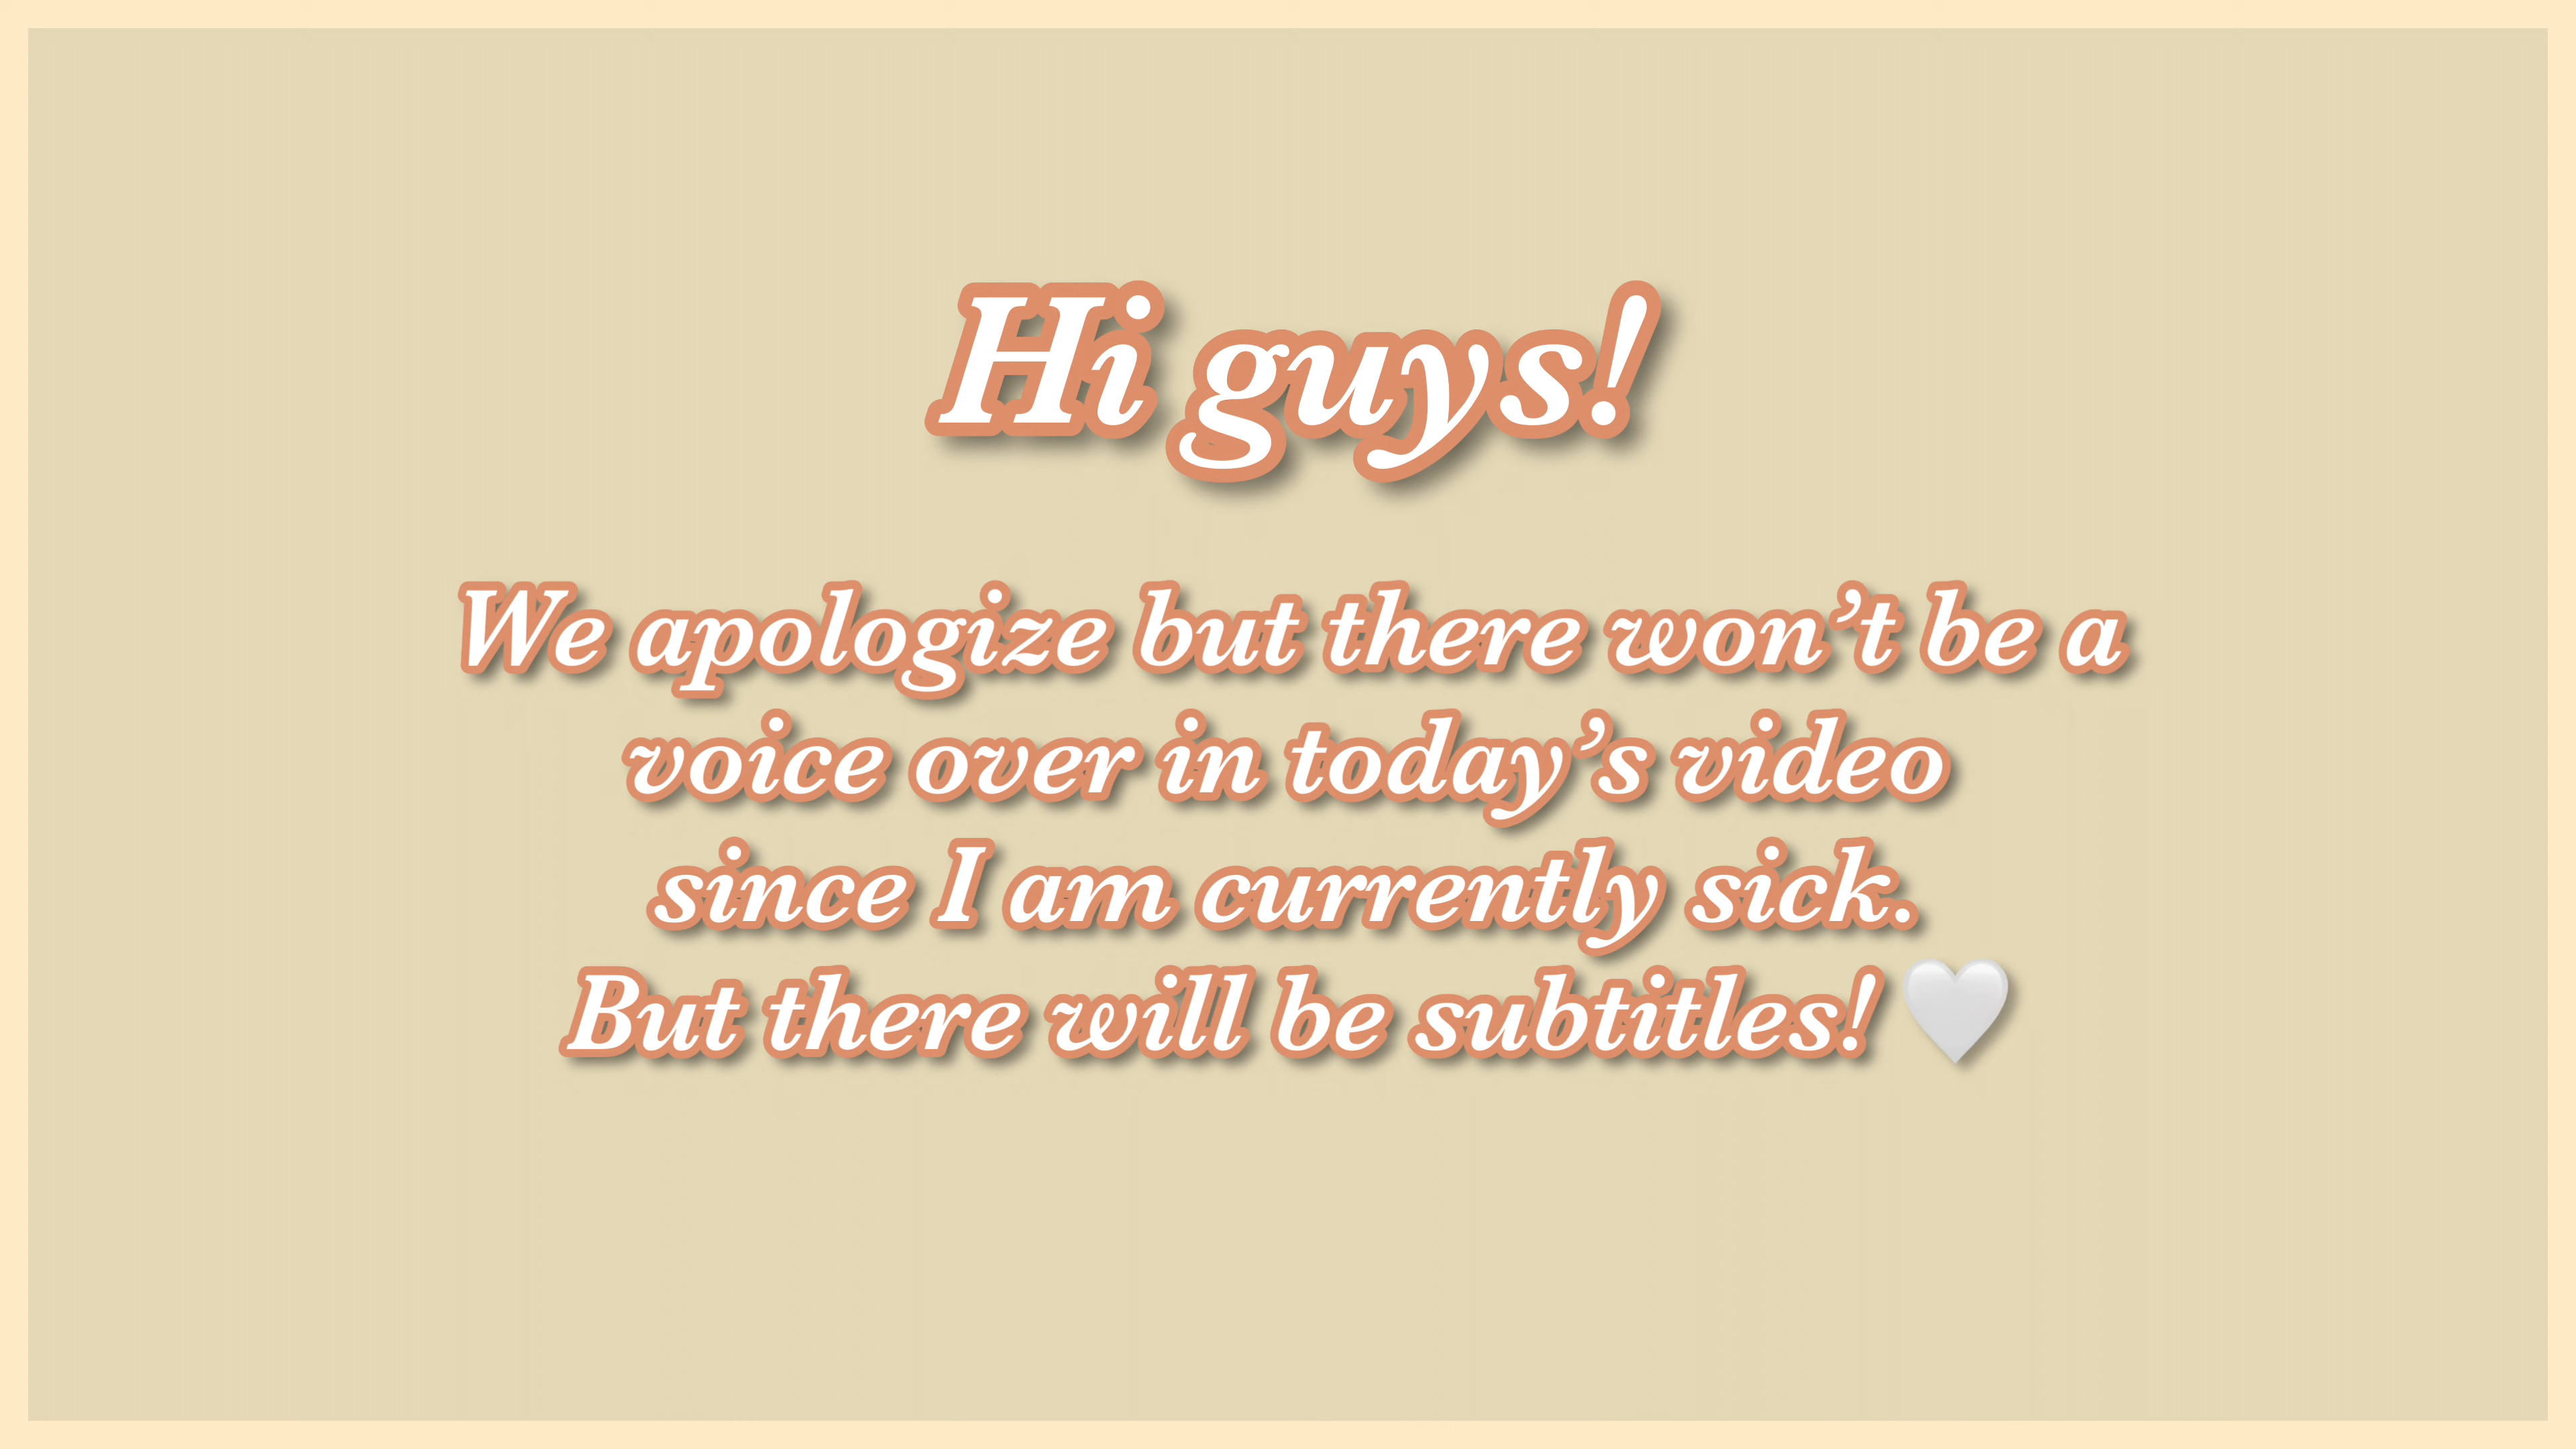 Hi guys!
We apologize but there won’t be a
voice over in today’s video
since I am currently sick.
But there will be subtitles! 🤍